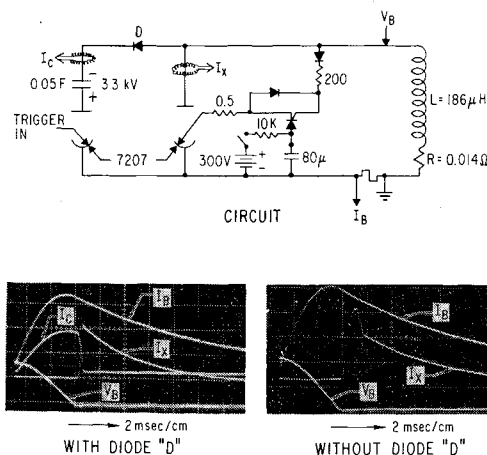 D
V_B
I_C
I_X
0.05F
3.3 kV
200
L=186μH
TRIGGER
IN
0.5
10K
7207
300V
80μ
R=0.014Ω
I_B
CIRCUIT
I_C
I_B
I_X
V_B
2 msec/cm
WITH DIODE "D"
I_B
I_X
V_B
2 msec/cm
WITHOUT DIODE "D"